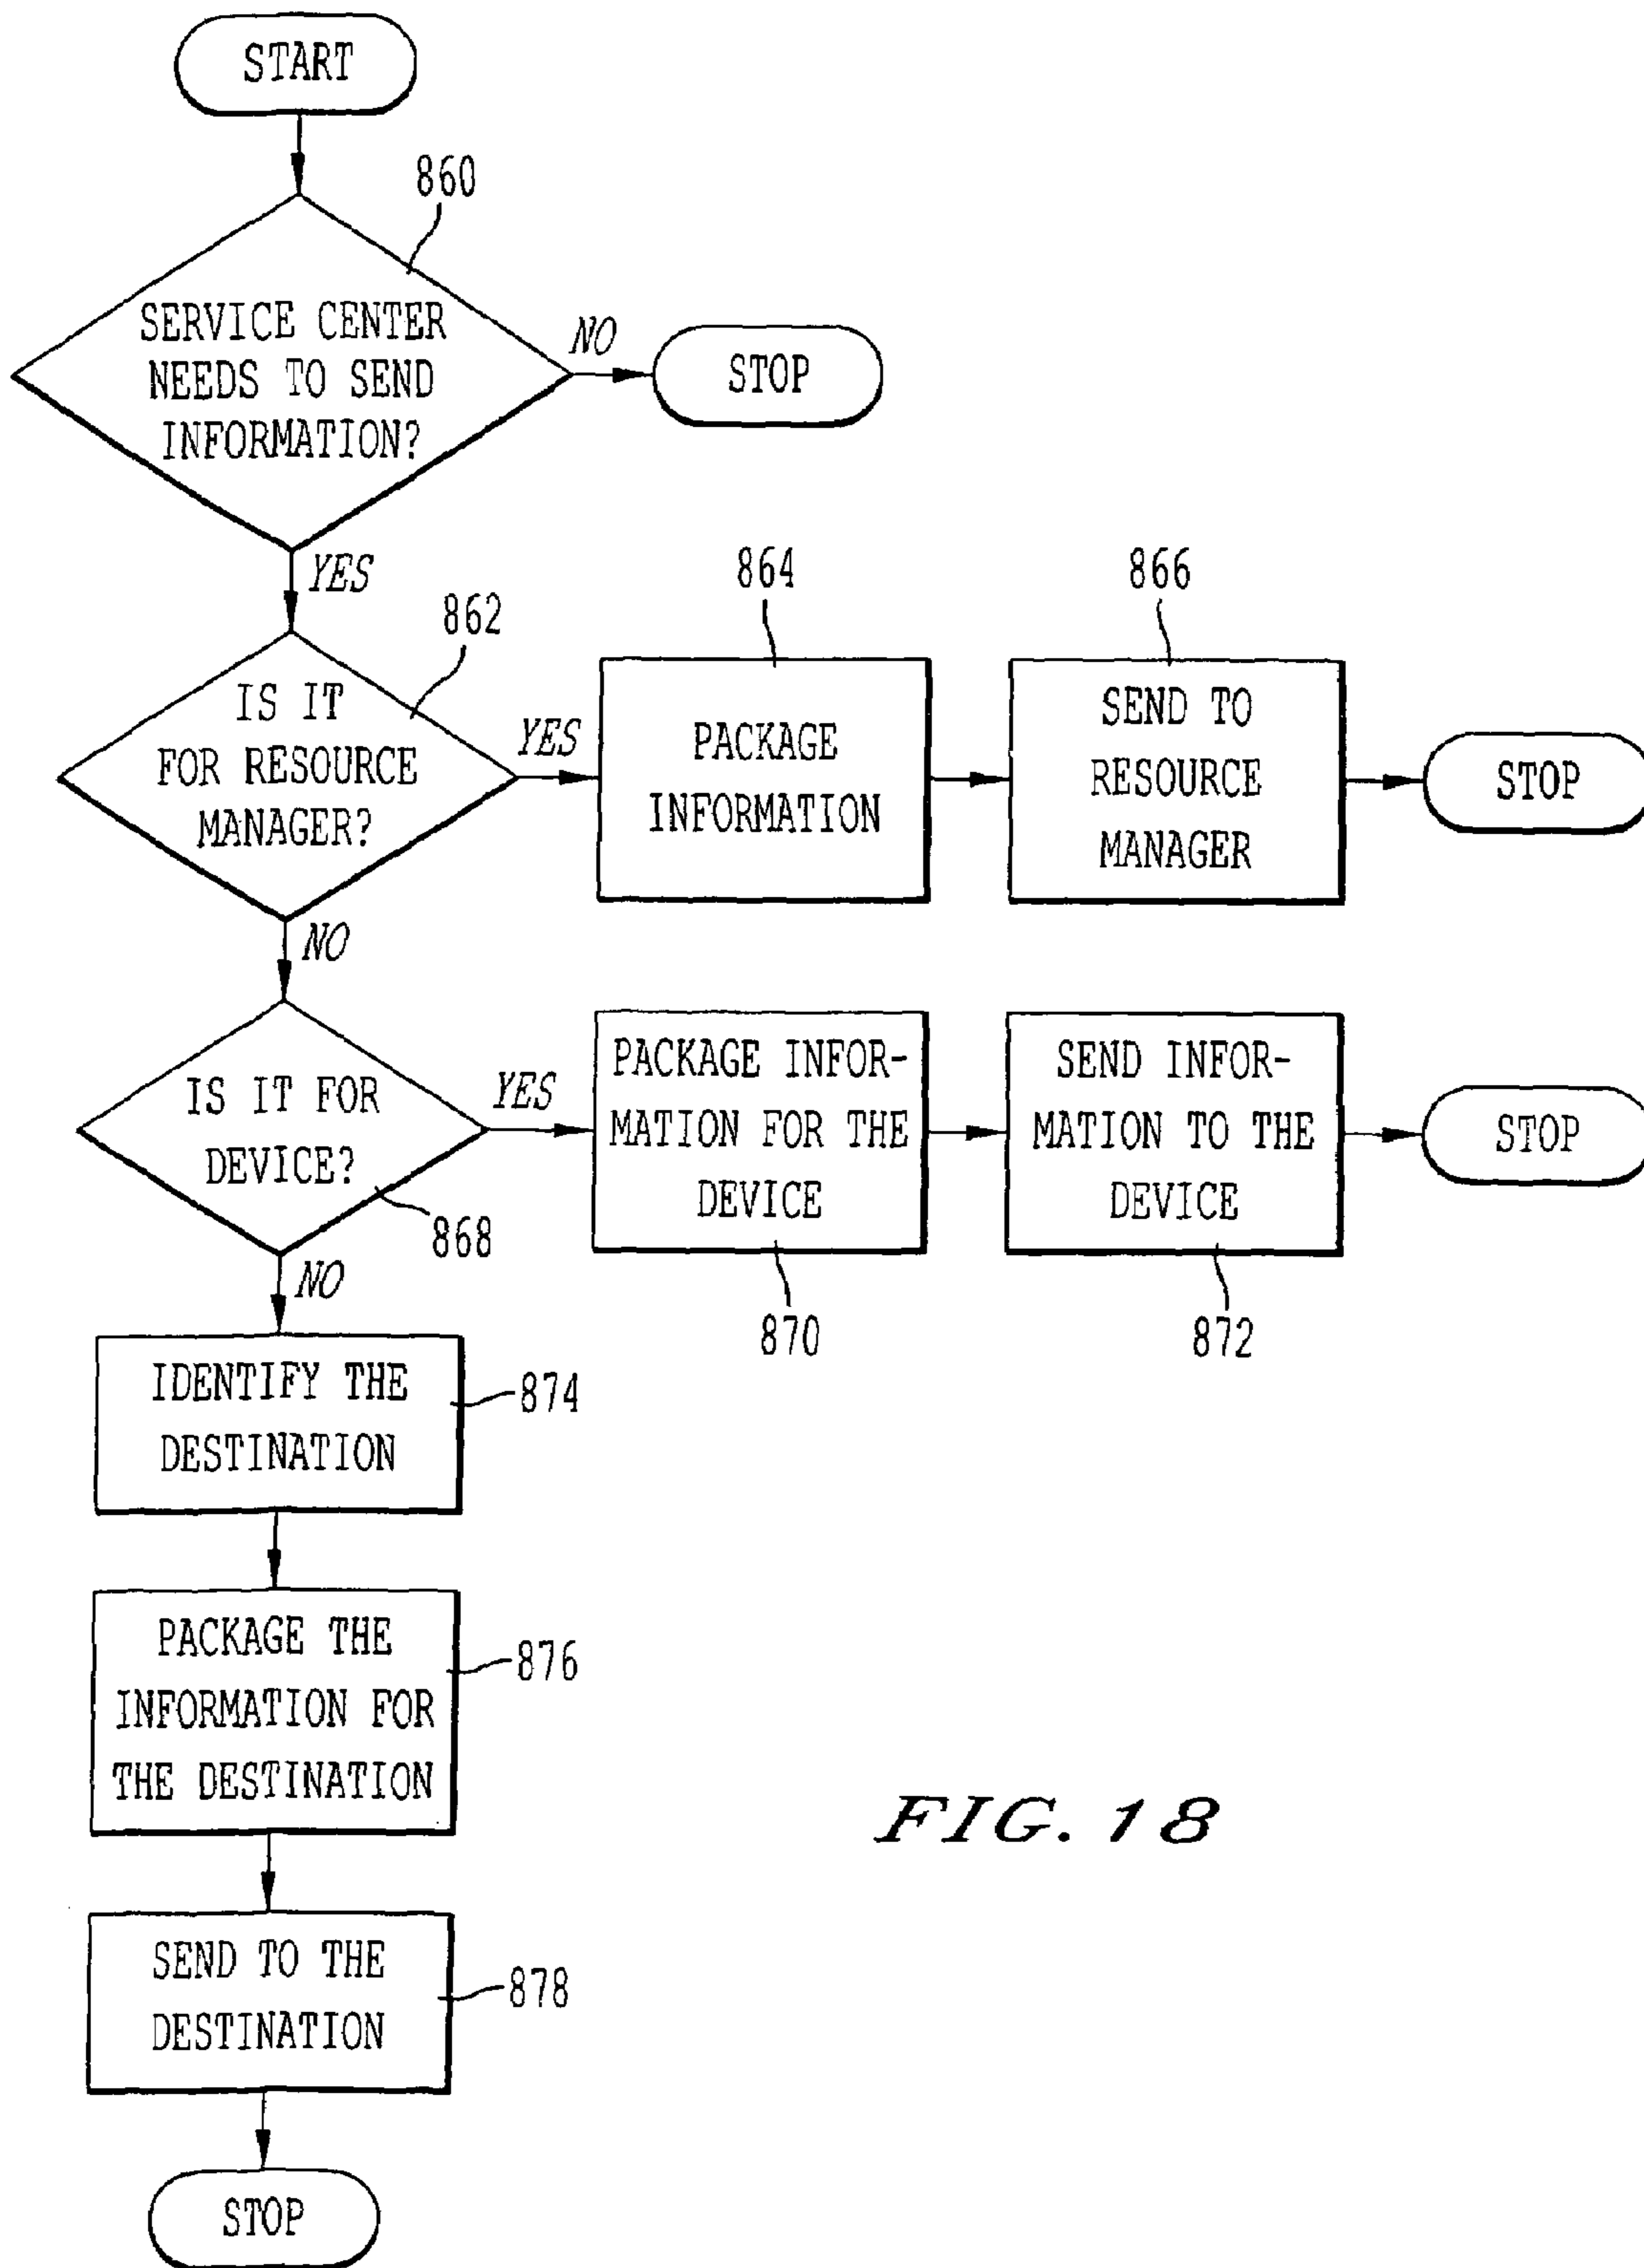 START
860
SERVICE CENTER
NEEDS TO SEND
INFORMATION?
NO
STOP
YES
862
IS IT
FOR RESOURCE
MANAGER?
YES
864
PACKAGE
INFORMATION
866
SEND TO
RESOURCE
MANAGER
STOP
NO
IS IT FOR
DEVICE?
868
YES
PACKAGE INFOR-
MATION FOR THE
DEVICE
870
SEND INFOR-
MATION TO THE
DEVICE
872
STOP
NO
IDENTIFY THE
DESTINATION
874
PACKAGE THE
INFORMATION FOR
THE DESTINATION
876
SEND TO THE
DESTINATION
878
STOP
FIG. 18